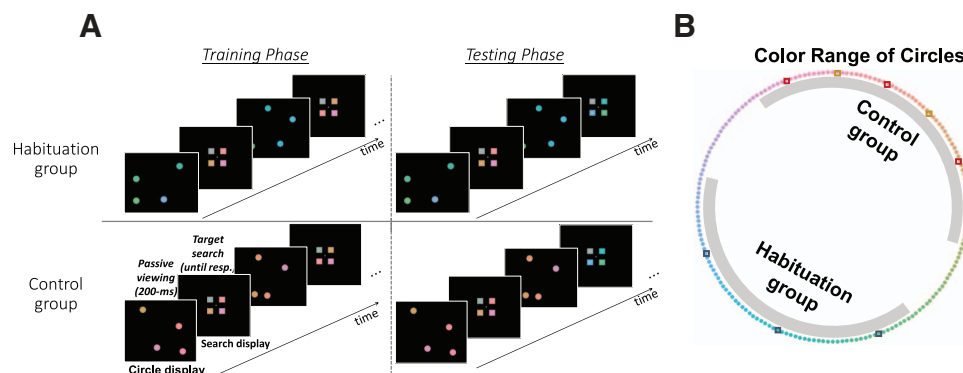 A
B
Training Phase
Testing Phase
Color Range of Circles
Habituation
group
...
time
...
time
Control
group
Habituation
group
Control
group
Passive
viewing
(200-ms)
Target
search
(until resp.)
...
time
Search display
Circle display
...
time